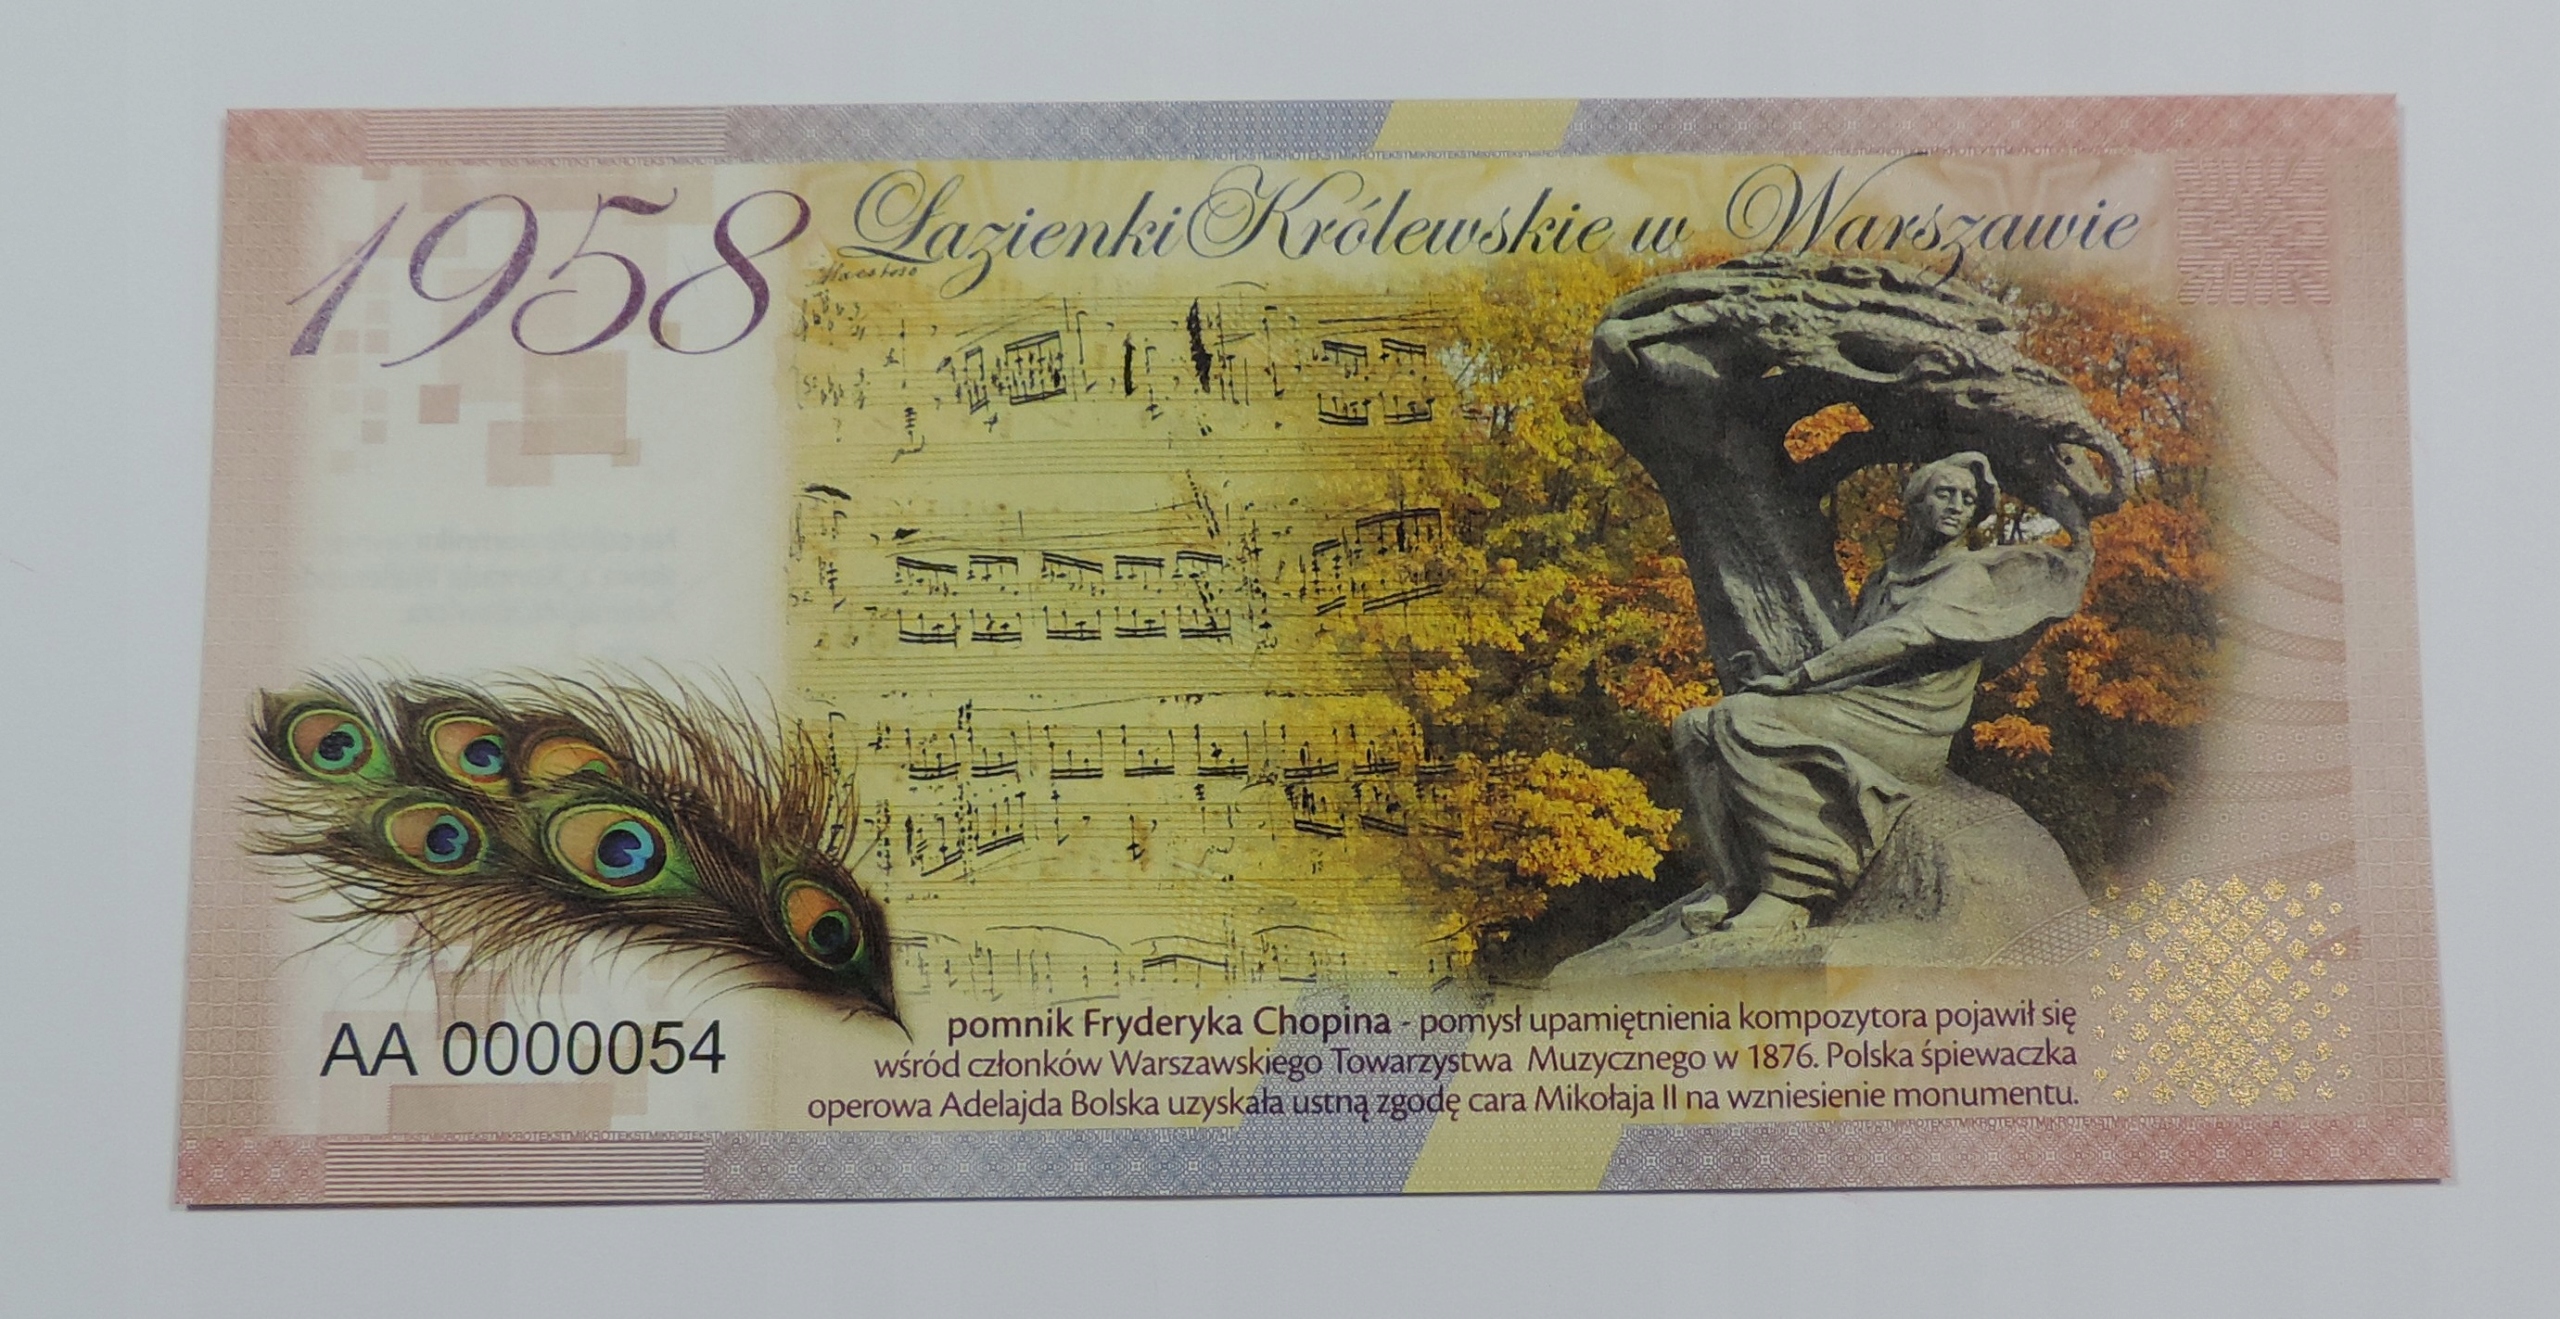 1958
Łazienki Królewskie w Warszawie
Maestoso
AA 0000054
pomnik Fryderyka Chopina - pomysł upamiętnienia kompozytora pojawił się
wśród członków Warszawskiego Towarzystwa Muzycznego w 1876. Polska śpiewaczka
operowa Adelajda Bolska uzyskała ustną zgodę cara Mikołaja II na wzniesienie monumentu.